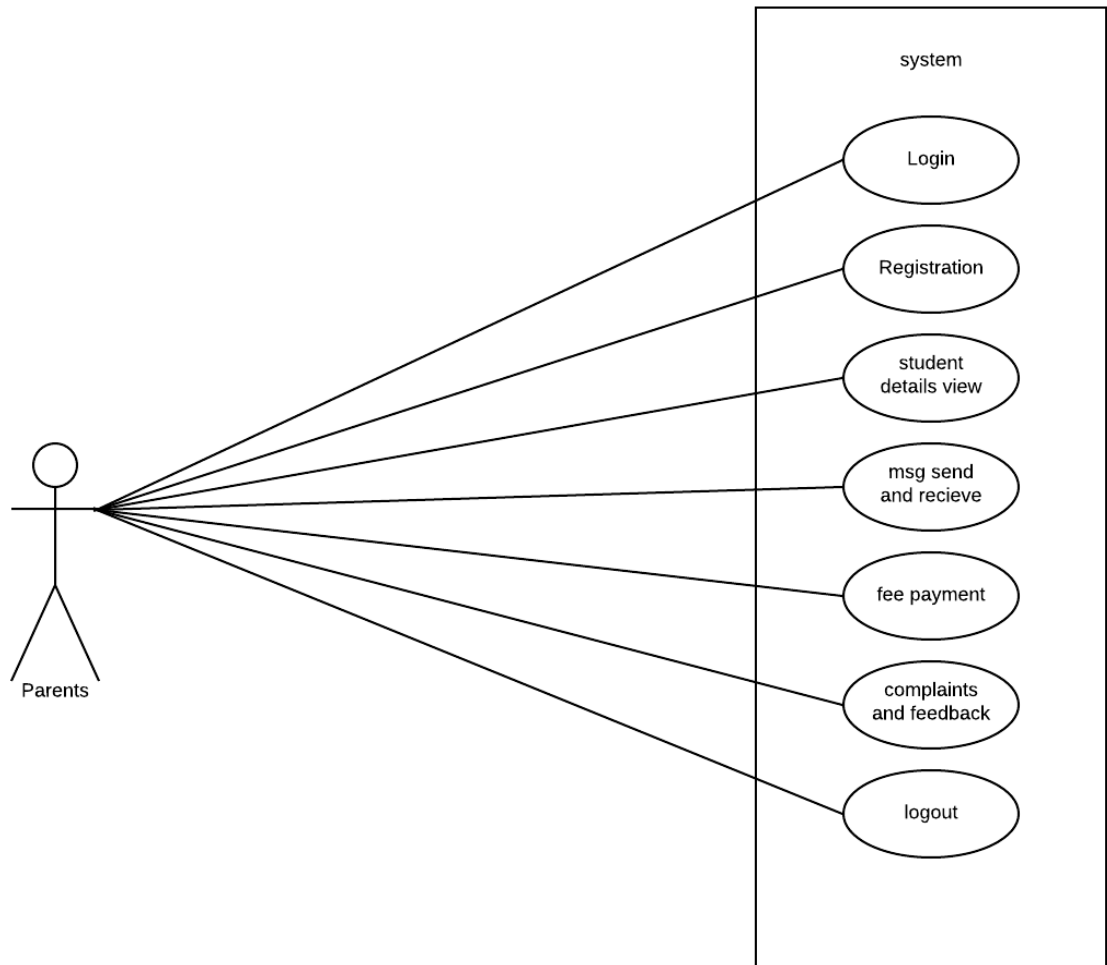 system
Login
Registration
student
details view
msg send
and recieve
fee payment
Parents
complaints
and feedback
logout